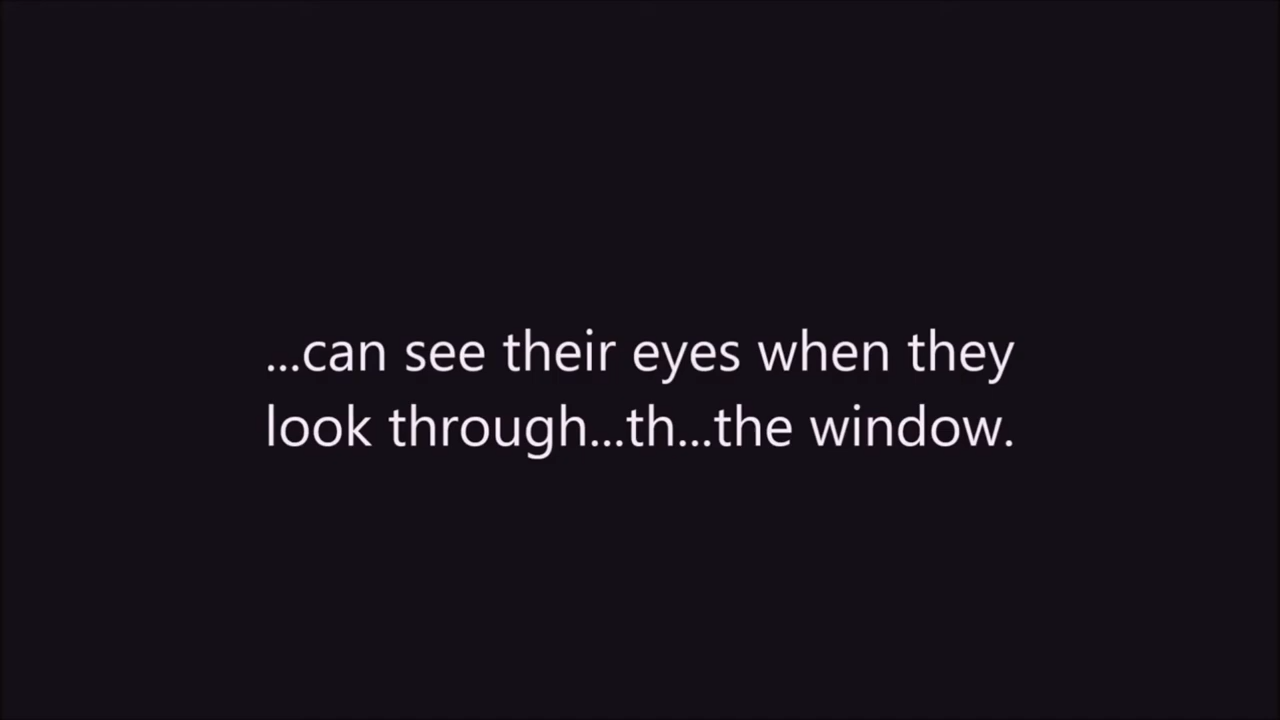 ...can see their eyes when they
look through...th...the window.